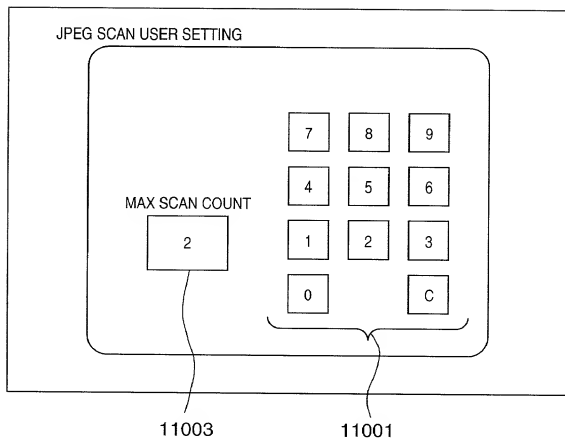 JPEG SCAN USER SETTING
7 8 9
4 5 6
MAX SCAN COUNT
2
1 2 3
0 C
11003 11001